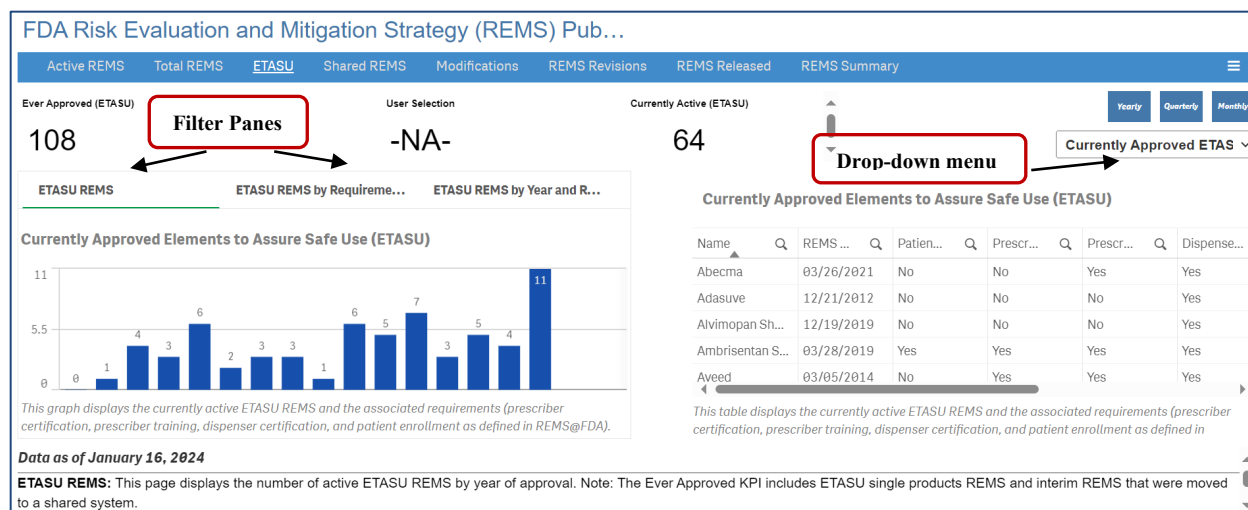 FDA Risk Evaluation and Mitigation Strategy (REMS) Pub...
Active REMS Total REMS ETASU Shared REMS Modifications REMS Revisions REMS Released REMS Summary
Ever Approved (ETASU)
108
Filter Panes
User Selection
-NA-
Currently Active (ETASU)
64
Yearly Quarterly Monthly
Currently Approved ETAS
Drop-down menu
ETASU REMS ETASU REMS by Requireme... ETASU REMS by Year and R...
Currently Approved Elements to Assure Safe Use (ETASU)
11
5.5
0
0 1 4 3 6 2 3 3 1 6 5 7 3 5 4 11
This graph displays the currently active ETASU REMS and the associated requirements (prescriber
certification, prescriber training, dispenser certification, and patient enrollment as defined in REMS@FDA).
Currently Approved Elements to Assure Safe Use (ETASU)
Name REMS ... Patien... Prescr... Prescr... Dispense...
Abecma 03/26/2021 No No Yes Yes
Adasuve 12/21/2012 No No No Yes
Alvimopan Sh... 12/19/2019 No No No Yes
Ambrisentan S... 03/28/2019 Yes Yes Yes Yes
Aveed 03/05/2014 No Yes Yes Yes
This table displays the currently active ETASU REMS and the associated requirements (prescriber
certification, prescriber training, dispenser certification, and patient enrollment as defined in
Data as of January 16, 2024
ETASU REMS: This page displays the number of active ETASU REMS by year of approval. Note: The Ever Approved KPI includes ETASU single products REMS and interim REMS that were moved
to a shared system.